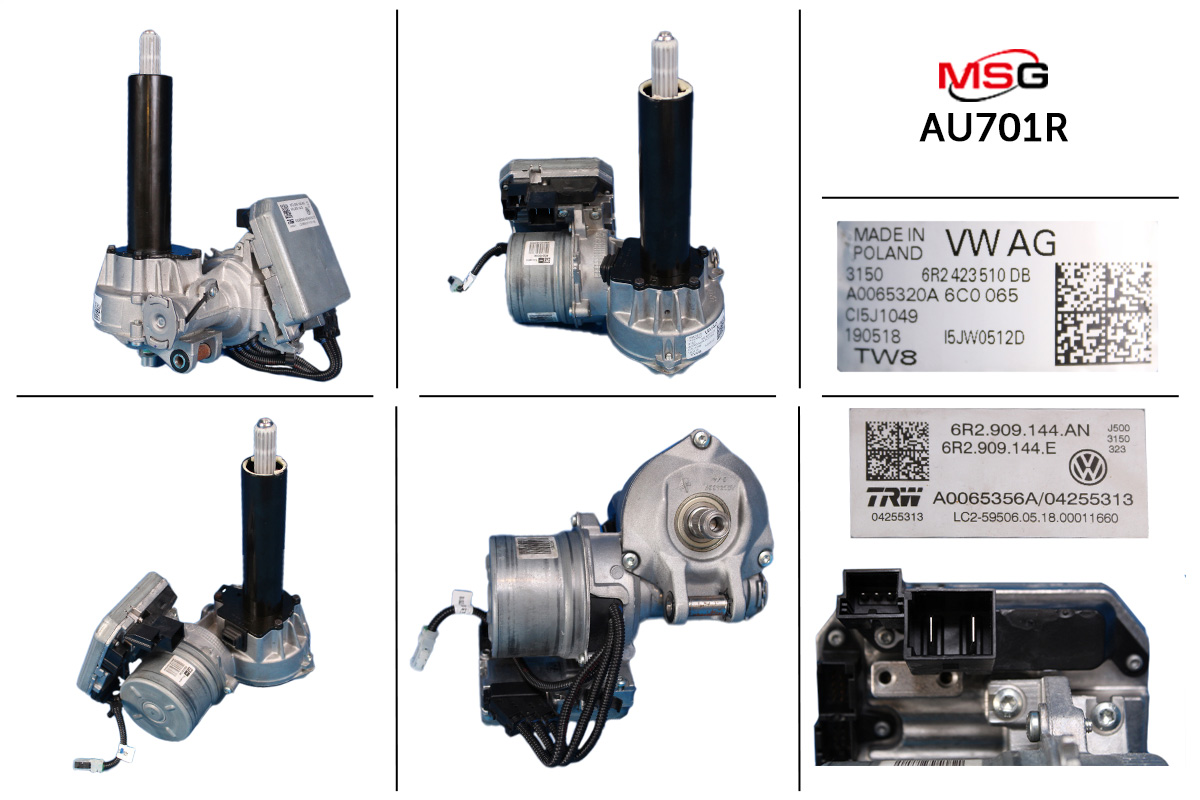 MSG
AU701R
MADE IN
POLAND
VW AG
3150 6R2 423 510 DB
A0065320A 6C0 065
CI5J1049
190518 I5JW0512D
TW8
6R2.909.144.AN
6R2.909.144.E
J500
3150
323
TRW
A0065356A/04255313
04255313
LC2-59506.05.18.00011660